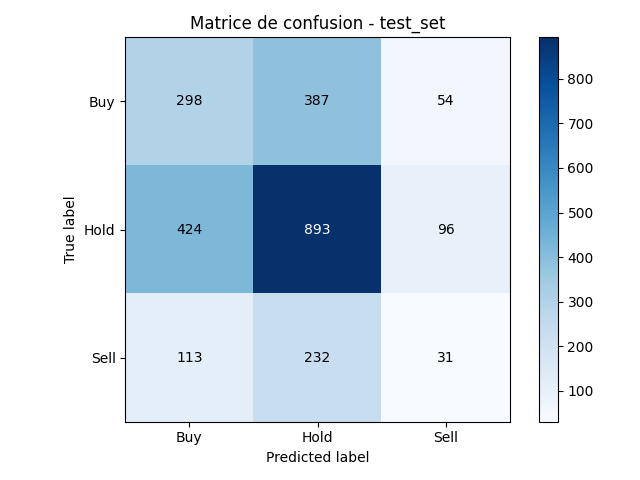 Matrice de confusion - test_set
True label
Buy 298 387 54
Hold 424 893 96
Sell 113 232 31
Buy Hold Sell
Predicted label
800
700
600
500
400
300
200
100